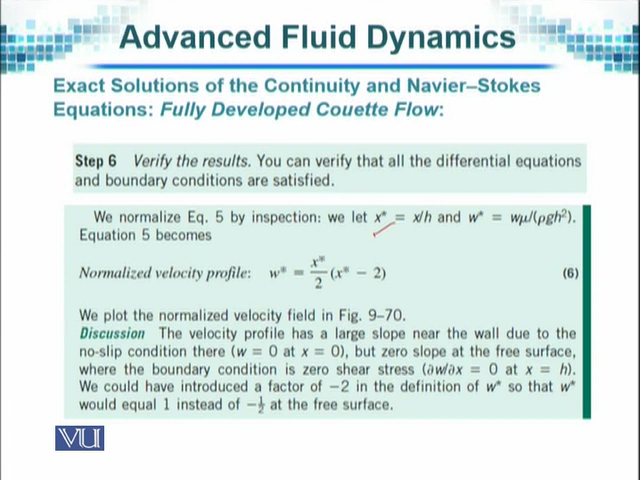 Advanced Fluid Dynamics
Exact Solutions of the Continuity and Navier–Stokes
Equations: Fully Developed Couette Flow:
Step 6 Verify the results. You can verify that all the differential equations
and boundary conditions are satisfied.
We normalize Eq. 5 by inspection: we let x* = x/h and w* = wμ/(ρgh²).
Equation 5 becomes
Normalized velocity profile: w* = x*/2 (x* − 2) (6)
We plot the normalized velocity field in Fig. 9–70.
Discussion The velocity profile has a large slope near the wall due to the
no-slip condition there (w = 0 at x = 0), but zero slope at the free surface,
where the boundary condition is zero shear stress (∂w/∂x = 0 at x = h).
We could have introduced a factor of −2 in the definition of w* so that w*
would equal 1 instead of −½ at the free surface.
VU